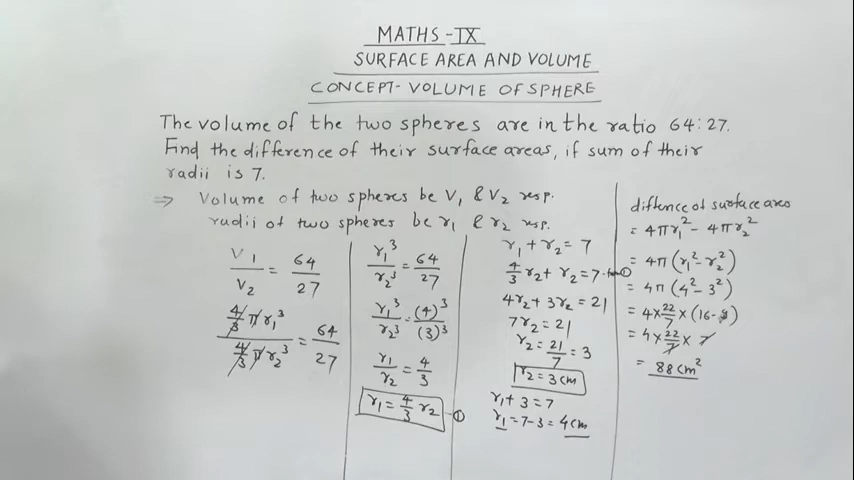 MATHS - IX
SURFACE AREA AND VOLUME
CONCEPT - VOLUME OF SPHERE
The volume of the two spheres are in the ratio 64:27.
Find the difference of their surface areas, if sum of their
radii is 7.
⇒ Volume of two spheres be V₁ & V₂ resp.
radii of two spheres be r₁ & r₂ resp.
V₁/V₂ = 64/27
4/3 π r₁³ / 4/3 π r₂³ = 64/27
r₁³/r₂³ = 64/27
r₁³/r₂³ = (4)³/(3)³
r₁/r₂ = 4/3
r₁ = 4/3 r₂ —①
r₁ + r₂ = 7
4/3 r₂ + r₂ = 7 - from ①
4r₂ + 3r₂ = 21
7r₂ = 21
r₂ = 21/7 = 3
r₂ = 3 cm
r₁ + 3 = 7
r₁ = 7 - 3 = 4 cm
diffence of surface area
= 4πr₁² - 4πr₂²
= 4π (r₁² - r₂²)
= 4π (4² - 3²)
= 4 × 22/7 × (16 - 9)
= 4 × 22/7 × 7
= 88 cm²